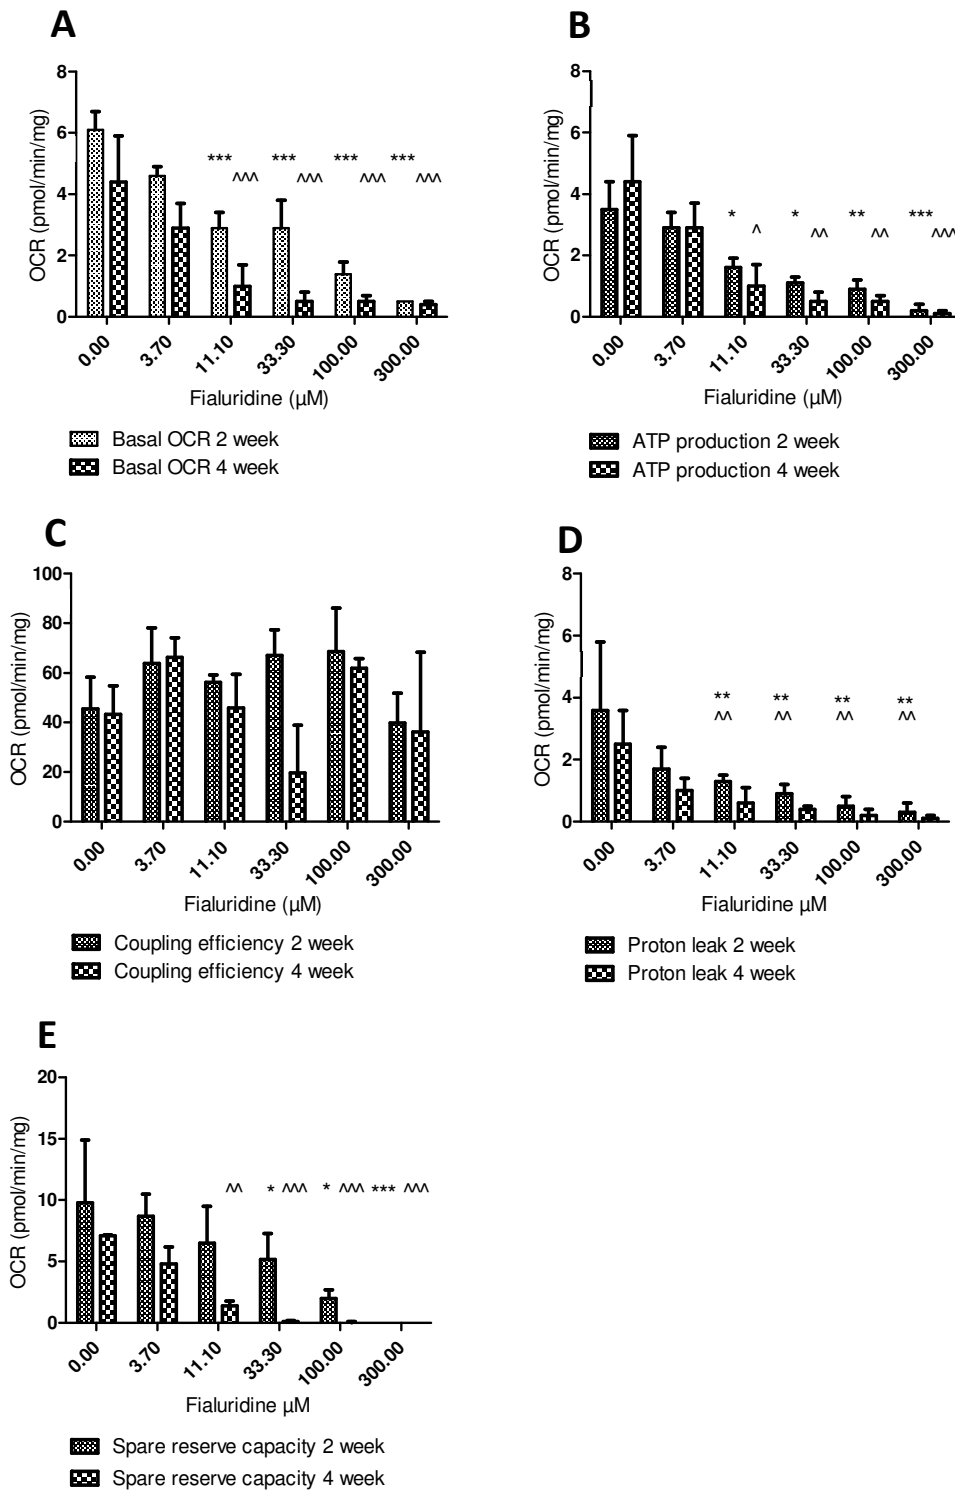 A
OCR (pmol/min/mg)
8
6
4
2
0
*** *** *** ***
^^^ ^^^ ^^^ ^^^
0.00 3.70 11.10 33.30 100.00 300.00
Fialuridine (µM)
Basal OCR 2 week
Basal OCR 4 week
B
OCR (pmol/min/mg)
8
6
4
2
0
* * ** ***
^ ^^ ^^ ^^^
0.00 3.70 11.10 33.30 100.00 300.00
Fialuridine (µM)
ATP production 2 week
ATP production 4 week
C
OCR (pmol/min/mg)
100
80
60
40
20
0
0.00 3.70 11.10 33.30 100.00 300.00
Fialuridine (µM)
Coupling efficiency 2 week
Coupling efficiency 4 week
D
OCR (pmol/min/mg)
8
6
4
2
0
** ** ** **
^^ ^^ ^^ ^^
0.00 3.70 11.10 33.30 100.00 300.00
Fialuridine µM
Proton leak 2 week
Proton leak 4 week
E
OCR (pmol/min/mg)
20
15
10
5
0
^^ * ^^^ * ^^^ *** ^^^
0.00 3.70 11.10 33.30 100.00 300.00
Fialuridine µM
Spare reserve capacity 2 week
Spare reserve capacity 4 week